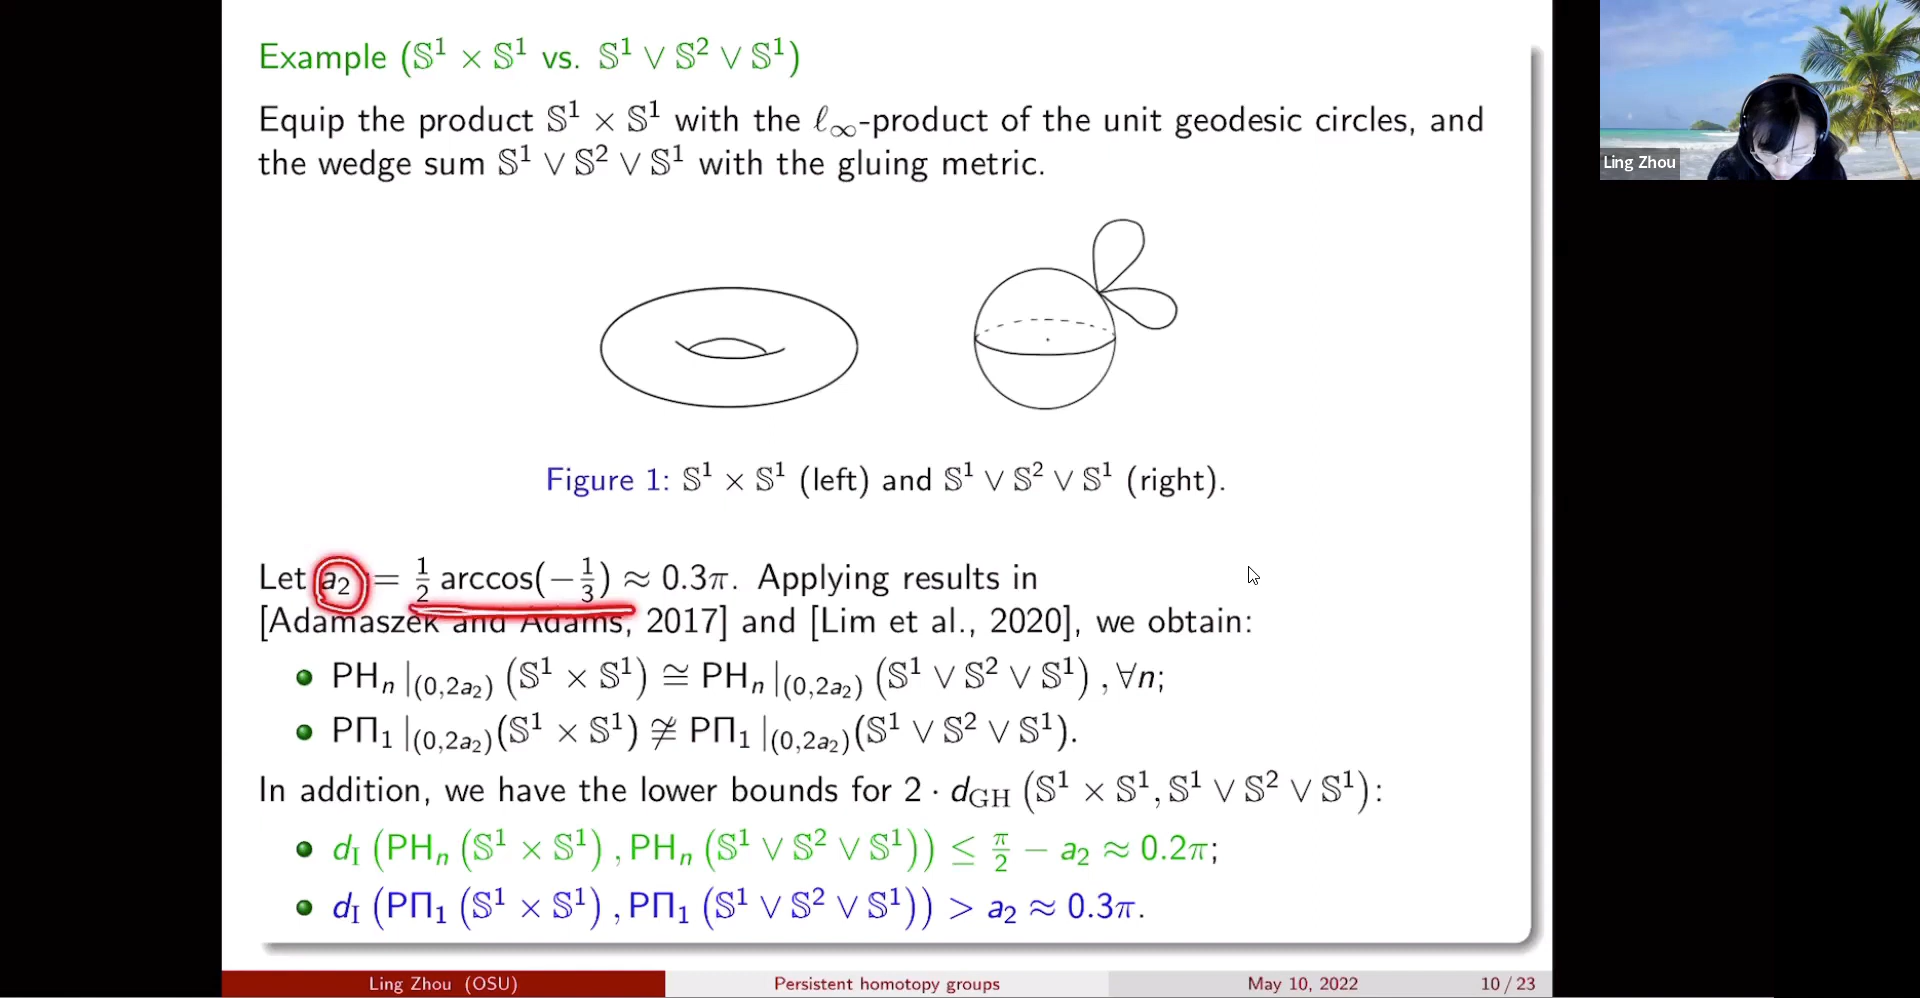 Example (𝕊¹ × 𝕊¹ vs. 𝕊¹ ∨ 𝕊² ∨ 𝕊¹)
Equip the product 𝕊¹ × 𝕊¹ with the ℓ∞-product of the unit geodesic circles, and
the wedge sum 𝕊¹ ∨ 𝕊² ∨ 𝕊¹ with the gluing metric.
Ling Zhou
Figure 1: 𝕊¹ × 𝕊¹ (left) and 𝕊¹ ∨ 𝕊² ∨ 𝕊¹ (right).
Let a₂ = ½ arccos(−⅓) ≈ 0.3π. Applying results in
[Adamaszek and Adams, 2017] and [Lim et al., 2020], we obtain:
• PHₙ |₍₀,₂ₐ₂₎ (𝕊¹ × 𝕊¹) ≅ PHₙ |₍₀,₂ₐ₂₎ (𝕊¹ ∨ 𝕊² ∨ 𝕊¹) , ∀n;
• PΠ₁ |₍₀,₂ₐ₂₎(𝕊¹ × 𝕊¹) ≇ PΠ₁ |₍₀,₂ₐ₂₎(𝕊¹ ∨ 𝕊² ∨ 𝕊¹).
In addition, we have the lower bounds for 2 · d_GH (𝕊¹ × 𝕊¹, 𝕊¹ ∨ 𝕊² ∨ 𝕊¹):
• d_I (PHₙ (𝕊¹ × 𝕊¹) , PHₙ (𝕊¹ ∨ 𝕊² ∨ 𝕊¹)) ≤ π/2 − a₂ ≈ 0.2π;
• d_I (PΠ₁ (𝕊¹ × 𝕊¹) , PΠ₁ (𝕊¹ ∨ 𝕊² ∨ 𝕊¹)) > a₂ ≈ 0.3π.
Ling Zhou (OSU) Persistent homotopy groups May 10, 2022 10 / 23